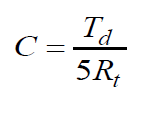 C = T_d / 5R_t